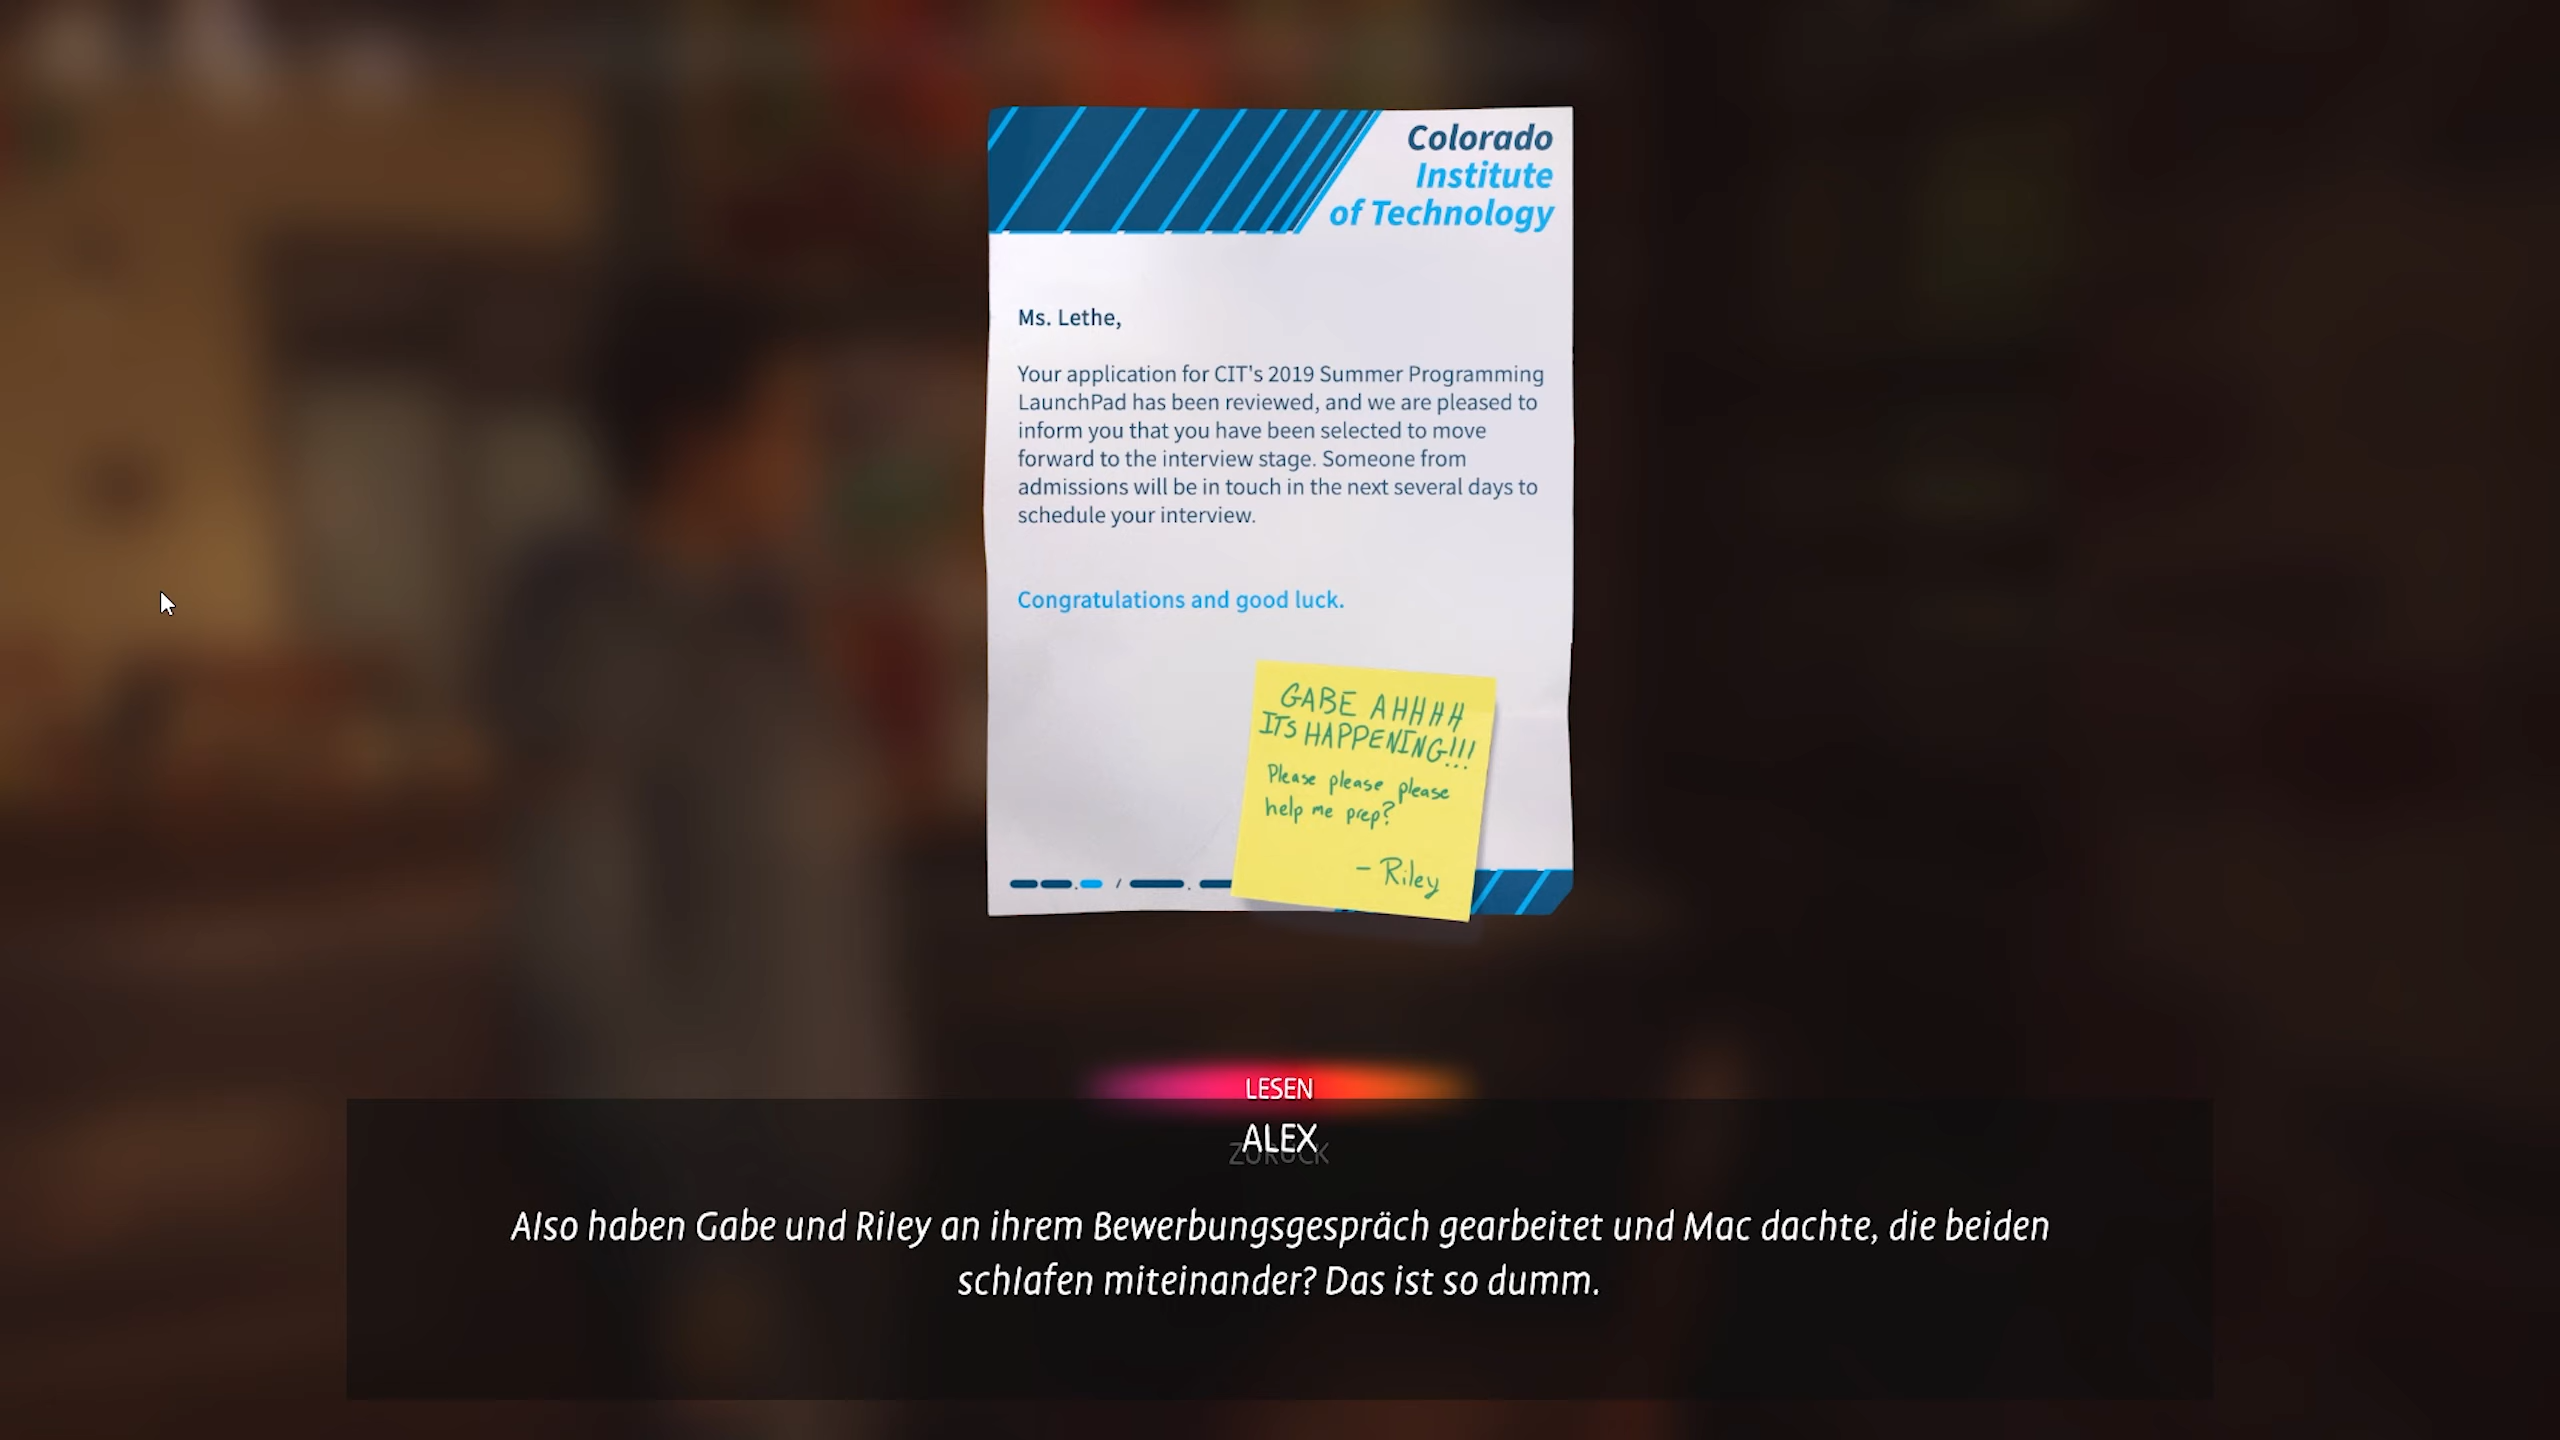 Colorado
Institute
of Technology
Ms. Lethe,
Your application for CIT's 2019 Summer Programming
LaunchPad has been reviewed, and we are pleased to
inform you that you have been selected to move
forward to the interview stage. Someone from
admissions will be in touch in the next several days to
schedule your interview.
Congratulations and good luck.
GABE AHHHH
ITS HAPPENING!!!
Please please please
help me prep?
- Riley
LESEN
ALEX
ZURÜCK
Also haben Gabe und Riley an ihrem Bewerbungsgespräch gearbeitet und Mac dachte, die beiden
schlafen miteinander? Das ist so dumm.